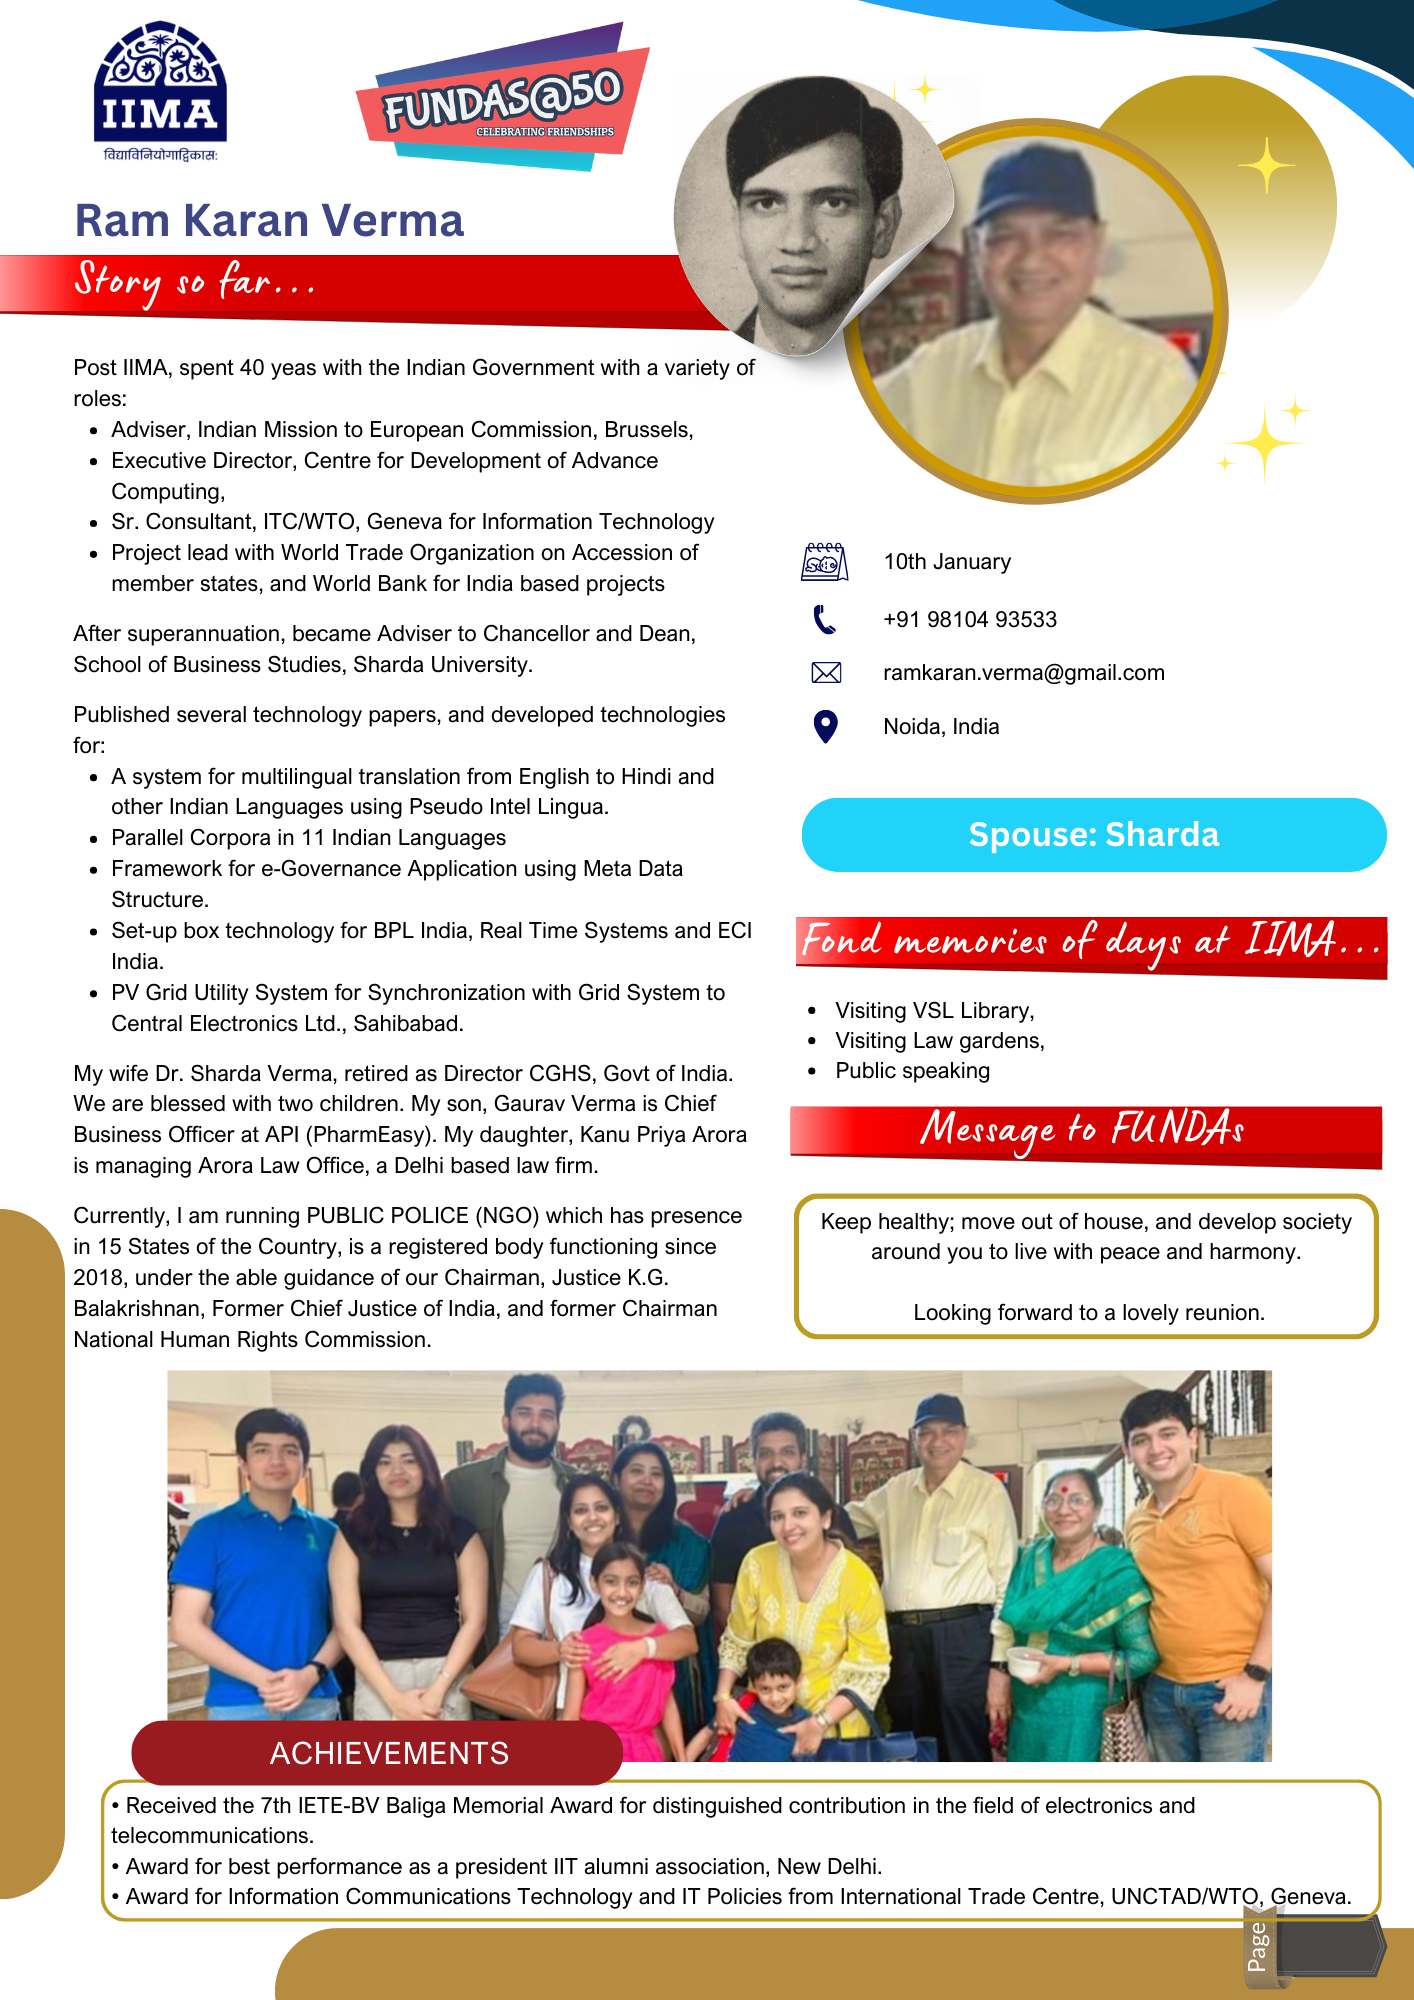 IIMA
विद्याविनियोगाद्विकास:
FUNDAS@50
CELEBRATING FRIENDSHIPS
Ram Karan Verma
Story so far...
Post IIMA, spent 40 yeas with the Indian Government with a variety of
roles:
• Adviser, Indian Mission to European Commission, Brussels,
• Executive Director, Centre for Development of Advance
Computing,
• Sr. Consultant, ITC/WTO, Geneva for Information Technology
• Project lead with World Trade Organization on Accession of
member states, and World Bank for India based projects
After superannuation, became Adviser to Chancellor and Dean,
School of Business Studies, Sharda University.
Published several technology papers, and developed technologies
for:
• A system for multilingual translation from English to Hindi and
other Indian Languages using Pseudo Intel Lingua.
• Parallel Corpora in 11 Indian Languages
• Framework for e-Governance Application using Meta Data
Structure.
• Set-up box technology for BPL India, Real Time Systems and ECI
India.
• PV Grid Utility System for Synchronization with Grid System to
Central Electronics Ltd., Sahibabad.
My wife Dr. Sharda Verma, retired as Director CGHS, Govt of India.
We are blessed with two children. My son, Gaurav Verma is Chief
Business Officer at API (PharmEasy). My daughter, Kanu Priya Arora
is managing Arora Law Office, a Delhi based law firm.
Currently, I am running PUBLIC POLICE (NGO) which has presence
in 15 States of the Country, is a registered body functioning since
2018, under the able guidance of our Chairman, Justice K.G.
Balakrishnan, Former Chief Justice of India, and former Chairman
National Human Rights Commission.
10th January
+91 98104 93533
ramkaran.verma@gmail.com
Noida, India
Spouse: Sharda
Fond memories of days at IIMA...
• Visiting VSL Library,
• Visiting Law gardens,
• Public speaking
Message to FUNDAs
Keep healthy; move out of house, and develop society
around you to live with peace and harmony.
Looking forward to a lovely reunion.
ACHIEVEMENTS
• Received the 7th IETE-BV Baliga Memorial Award for distinguished contribution in the field of electronics and
telecommunications.
• Award for best performance as a president IIT alumni association, New Delhi.
• Award for Information Communications Technology and IT Policies from International Trade Centre, UNCTAD/WTO, Geneva.
Page